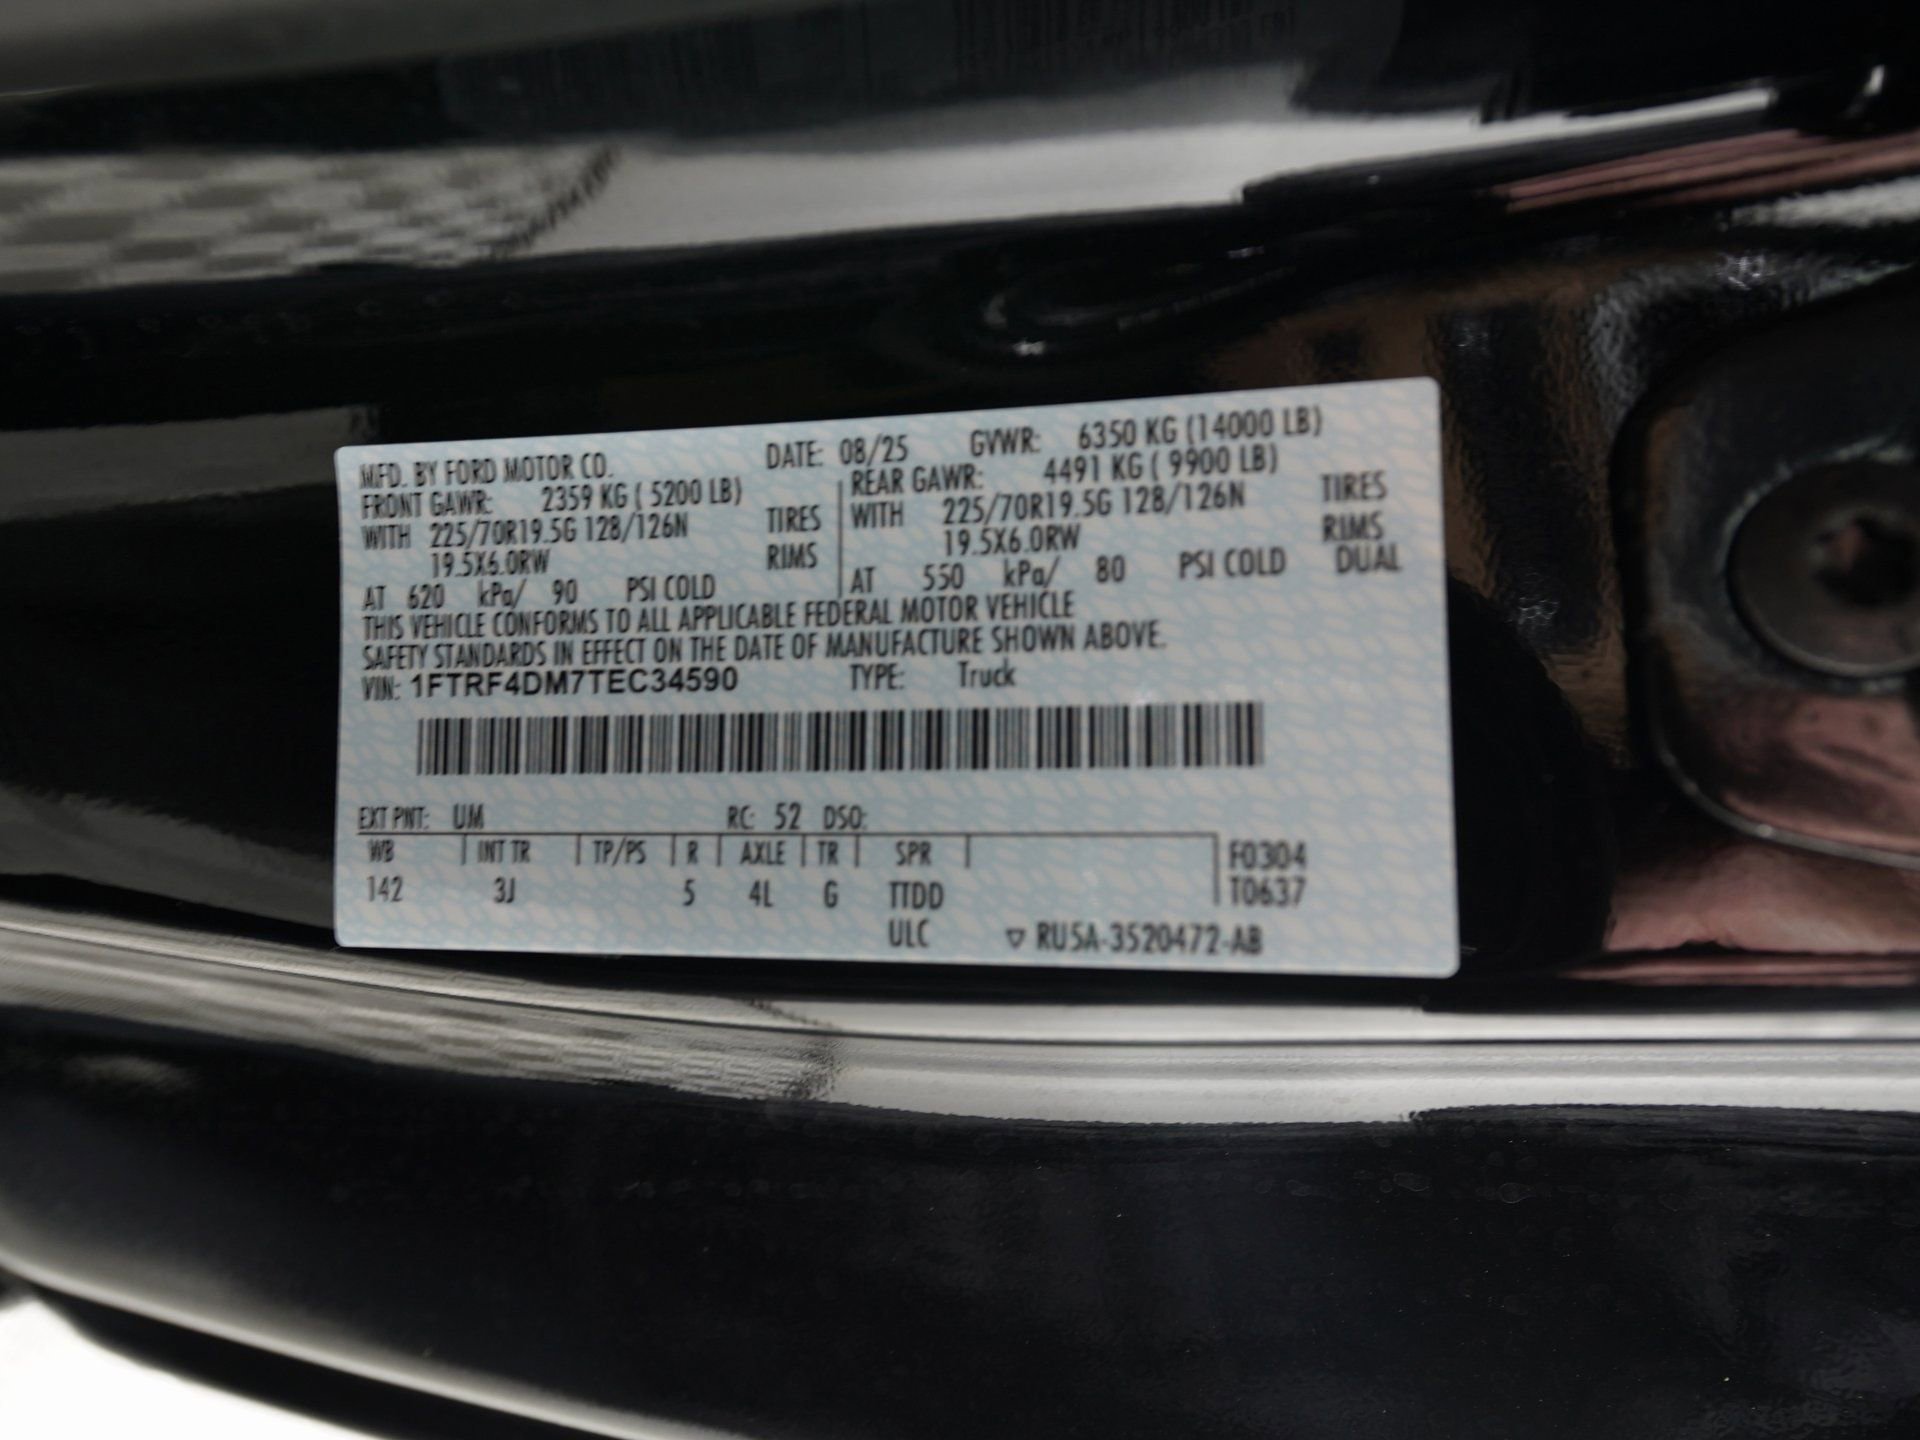 MFD. BY FORD MOTOR CO. DATE: 08/25 GVWR: 6350 KG (14000 LB)
FRONT GAWR: 2359 KG ( 5200 LB) REAR GAWR: 4491 KG ( 9900 LB)
WITH 225/70R19.5G 128/126N TIRES WITH 225/70R19.5G 128/126N TIRES
19.5X6.0RW RIMS 19.5X6.0RW RIMS
AT 620 kPa/ 90 PSI COLD AT 550 kPa/ 80 PSI COLD DUAL
THIS VEHICLE CONFORMS TO ALL APPLICABLE FEDERAL MOTOR VEHICLE
SAFETY STANDARDS IN EFFECT ON THE DATE OF MANUFACTURE SHOWN ABOVE.
VIN: 1FTRF4DM7TEC34590 TYPE: Truck
EXT PNT: UM RC: 52 DSO:
WB INT TR TP/PS R AXLE TR SPR F0304
142 3J 5 4L G TTDD T0637
ULC ▽ RU5A-3520472-AB